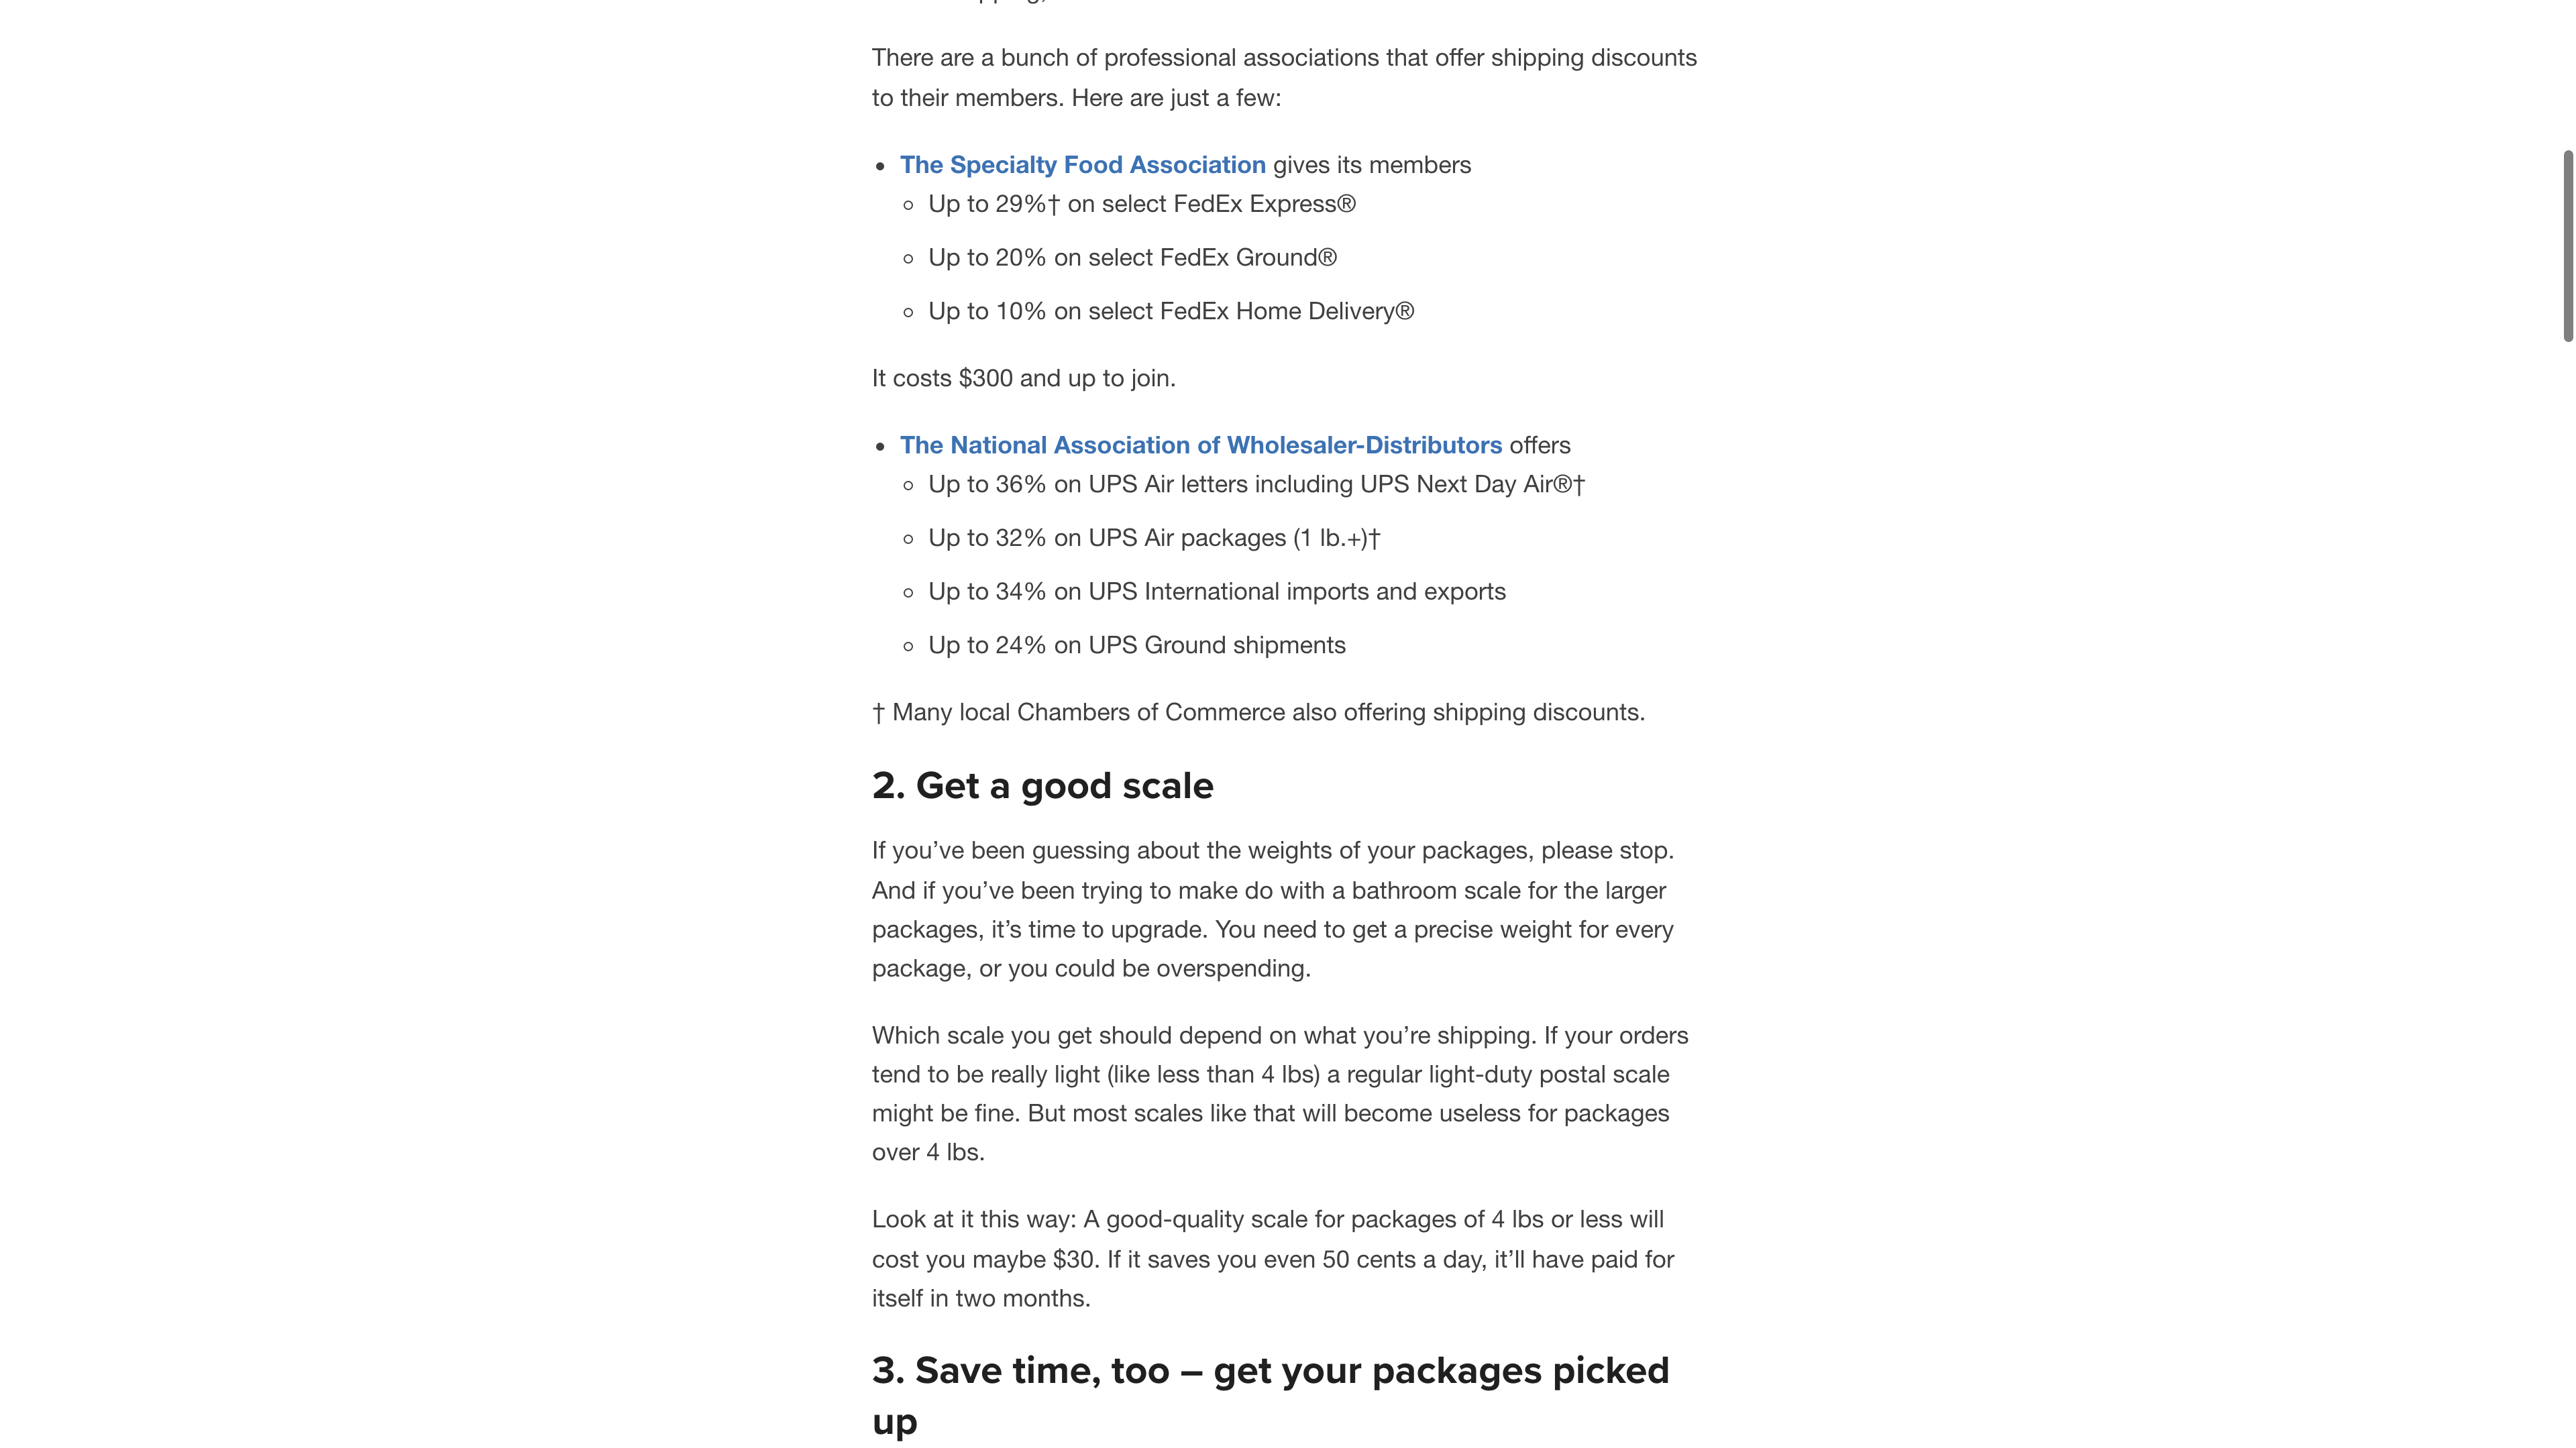 There are a bunch of professional associations that offer shipping discounts
to their members. Here are just a few:
• The Specialty Food Association gives its members
◦ Up to 29%† on select FedEx Express®
◦ Up to 20% on select FedEx Ground®
◦ Up to 10% on select FedEx Home Delivery®
It costs $300 and up to join.
• The National Association of Wholesaler-Distributors offers
◦ Up to 36% on UPS Air letters including UPS Next Day Air®†
◦ Up to 32% on UPS Air packages (1 lb.+)†
◦ Up to 34% on UPS International imports and exports
◦ Up to 24% on UPS Ground shipments
† Many local Chambers of Commerce also offering shipping discounts.
2. Get a good scale
If you’ve been guessing about the weights of your packages, please stop.
And if you’ve been trying to make do with a bathroom scale for the larger
packages, it’s time to upgrade. You need to get a precise weight for every
package, or you could be overspending.
Which scale you get should depend on what you’re shipping. If your orders
tend to be really light (like less than 4 lbs) a regular light-duty postal scale
might be fine. But most scales like that will become useless for packages
over 4 lbs.
Look at it this way: A good-quality scale for packages of 4 lbs or less will
cost you maybe $30. If it saves you even 50 cents a day, it’ll have paid for
itself in two months.
3. Save time, too – get your packages picked
up